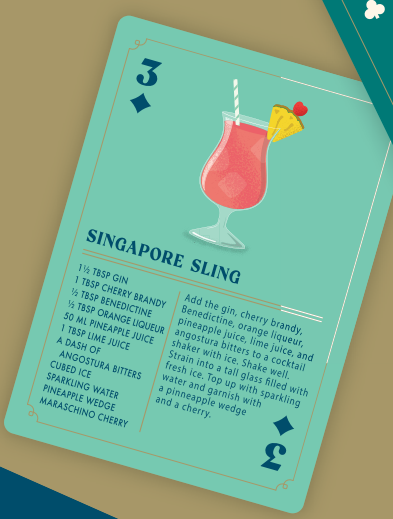 3
SINGAPORE SLING
1½ TBSP GIN
1 TBSP CHERRY BRANDY
½ TBSP BENEDICTINE
½ TBSP ORANGE LIQUEUR
50 ML PINEAPPLE JUICE
1 TBSP LIME JUICE
A DASH OF
ANGOSTURA BITTERS
CUBED ICE
SPARKLING WATER
PINEAPPLE WEDGE
MARASCHINO CHERRY
Add the gin, cherry brandy,
Benedictine, orange liqueur,
pineapple juice, lime juice, and
angostura bitters to a cocktail
shaker with ice. Shake well.
Strain into a tall glass filled with
fresh ice. Top up with sparkling
water and garnish with
a pinneapple wedge
and a cherry.
3